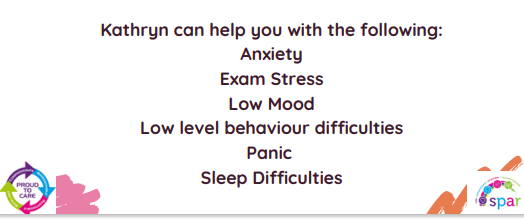 Kathryn can help you with the following:
Anxiety
Exam Stress
Low Mood
Low level behaviour difficulties
Panic
Sleep Difficulties
PROUD
TO
CARE
spar